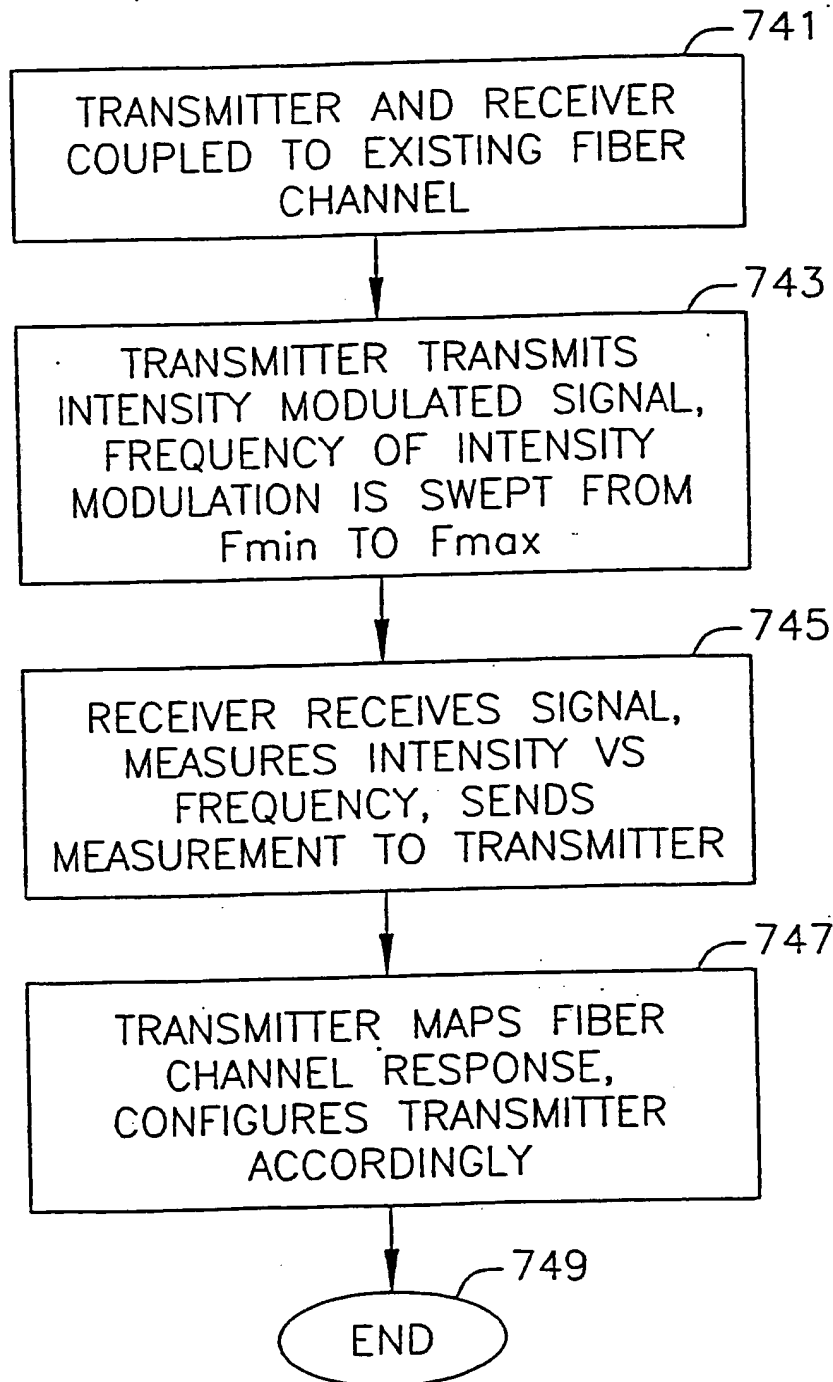 741
TRANSMITTER AND RECEIVER
COUPLED TO EXISTING FIBER
CHANNEL
743
TRANSMITTER TRANSMITS
INTENSITY MODULATED SIGNAL,
FREQUENCY OF INTENSITY
MODULATION IS SWEPT FROM
Fmin TO Fmax
745
RECEIVER RECEIVES SIGNAL,
MEASURES INTENSITY VS
FREQUENCY, SENDS
MEASUREMENT TO TRANSMITTER
747
TRANSMITTER MAPS FIBER
CHANNEL RESPONSE,
CONFIGURES TRANSMITTER
ACCORDINGLY
749
END